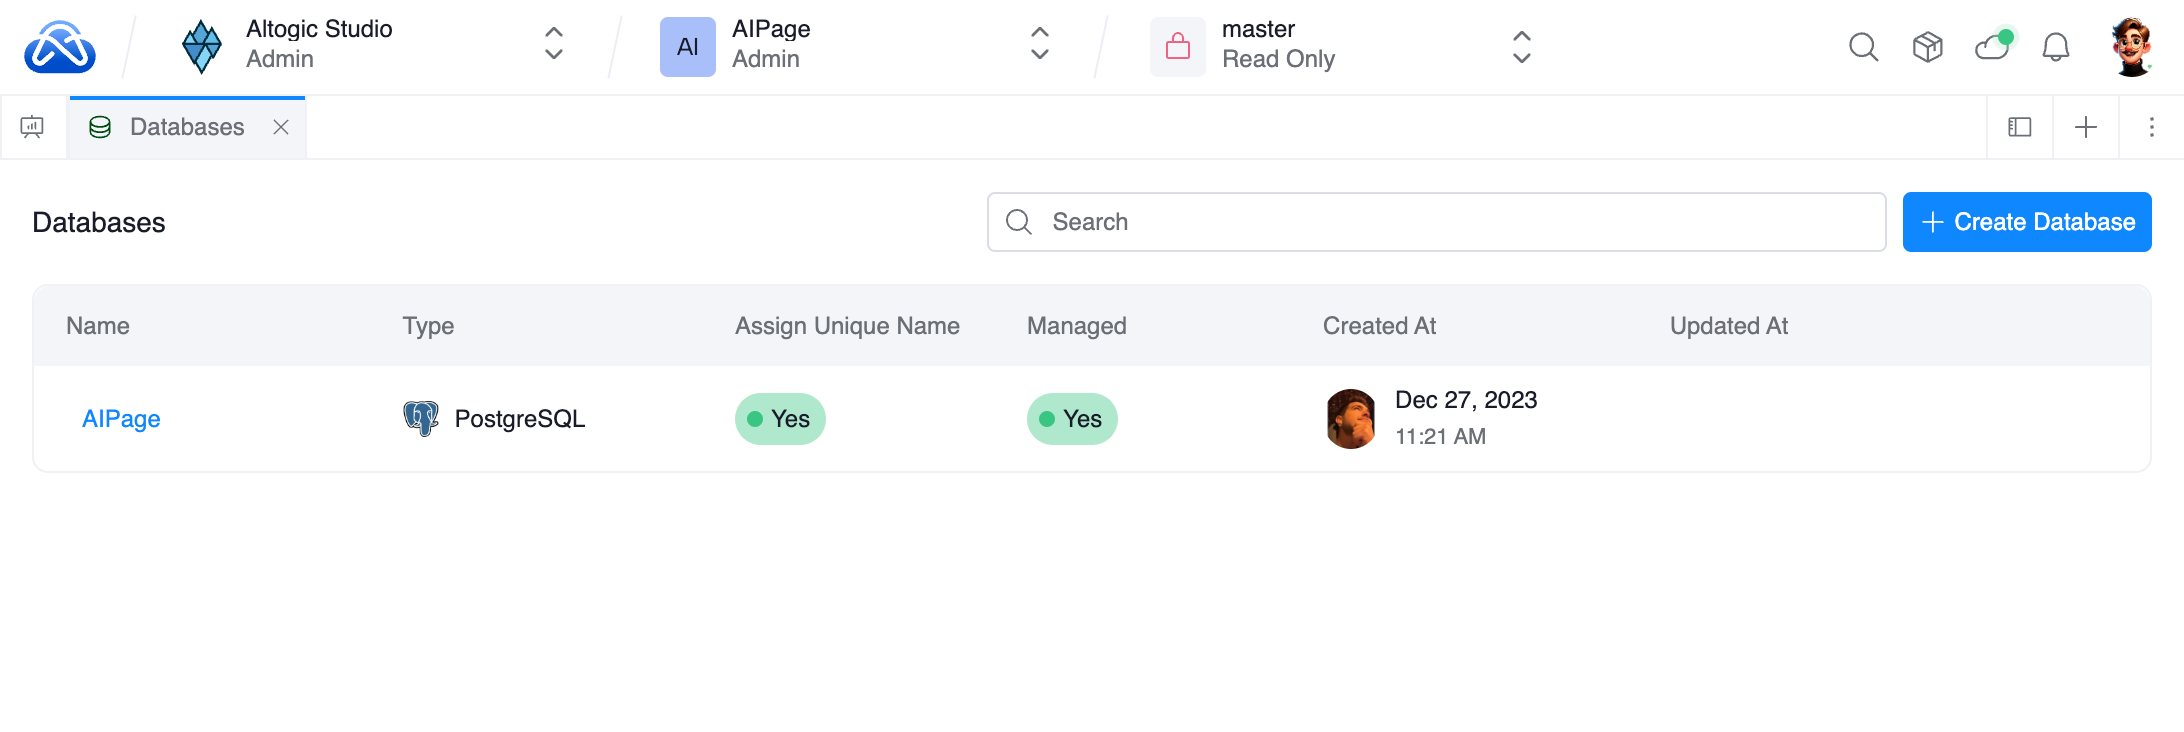 Altogic Studio
Admin
AI
AIPage
Admin
master
Read Only
Databases
Databases
Search
Create Database
Name Type Assign Unique Name Managed Created At Updated At
AIPage PostgreSQL Yes Yes Dec 27, 2023
11:21 AM